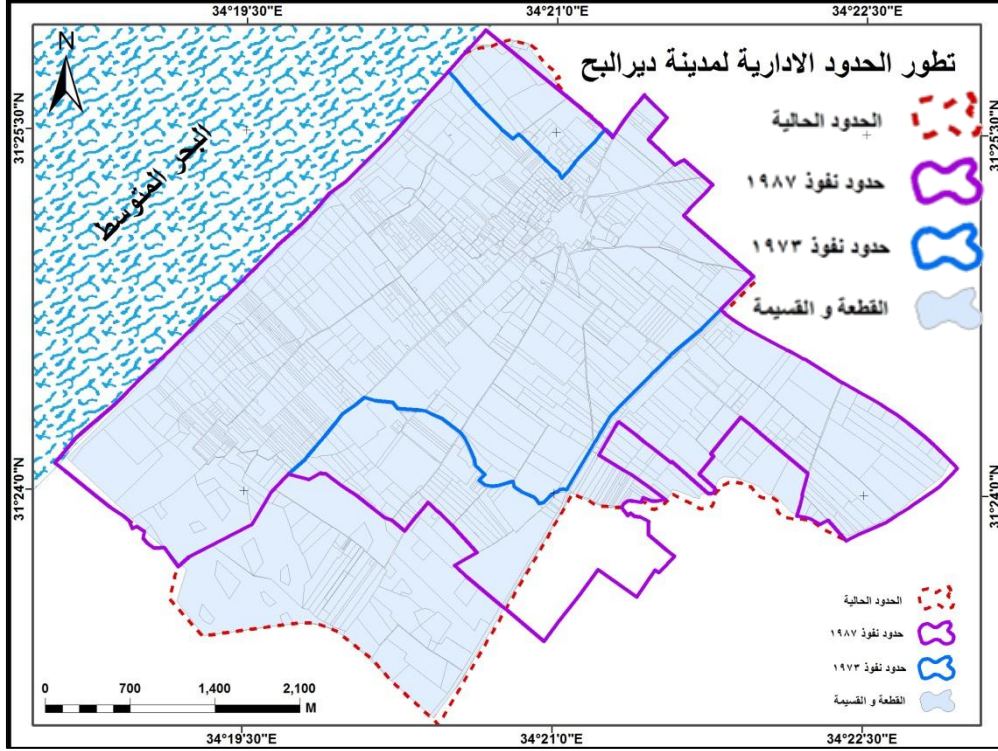 34°19'30"E
34°21'0"E
34°22'30"E
N
تطور الحدود الادارية لمدينة ديرالبح
الحدود الحالية
حدود نفوذ ١٩٨٧
حدود نفوذ ١٩٧٣
القطعة و القسيمة
البحر المتوسط
31°25'30"N
31°25'30"N
31°24'0"N
31°24'0"N
الحدود الحالية
حدود نفوذ ١٩٨٧
حدود نفوذ ١٩٧٣
القطعة و القسيمة
0 700 1,400 2,100
M
34°19'30"E
34°21'0"E
34°22'30"E